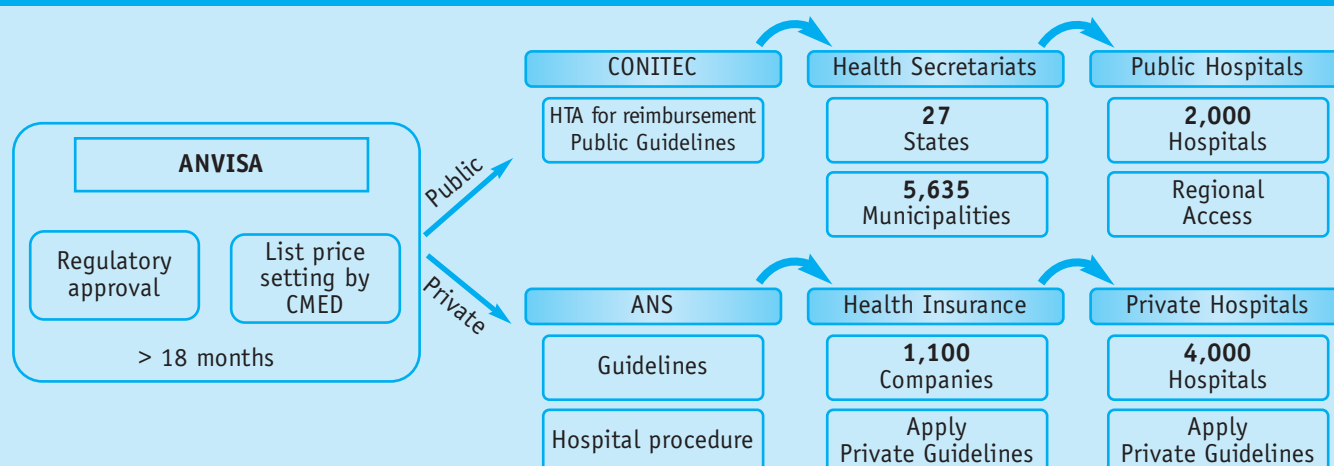 ANVISA
Regulatory
approval
List price
setting by
CMED
> 18 months
Public
Private
CONITEC
HTA for reimbursement
Public Guidelines
Health Secretariats
27
States
5,635
Municipalities
Public Hospitals
2,000
Hospitals
Regional
Access
ANS
Guidelines
Hospital procedure
Health Insurance
1,100
Companies
Apply
Private Guidelines
Private Hospitals
4,000
Hospitals
Apply
Private Guidelines